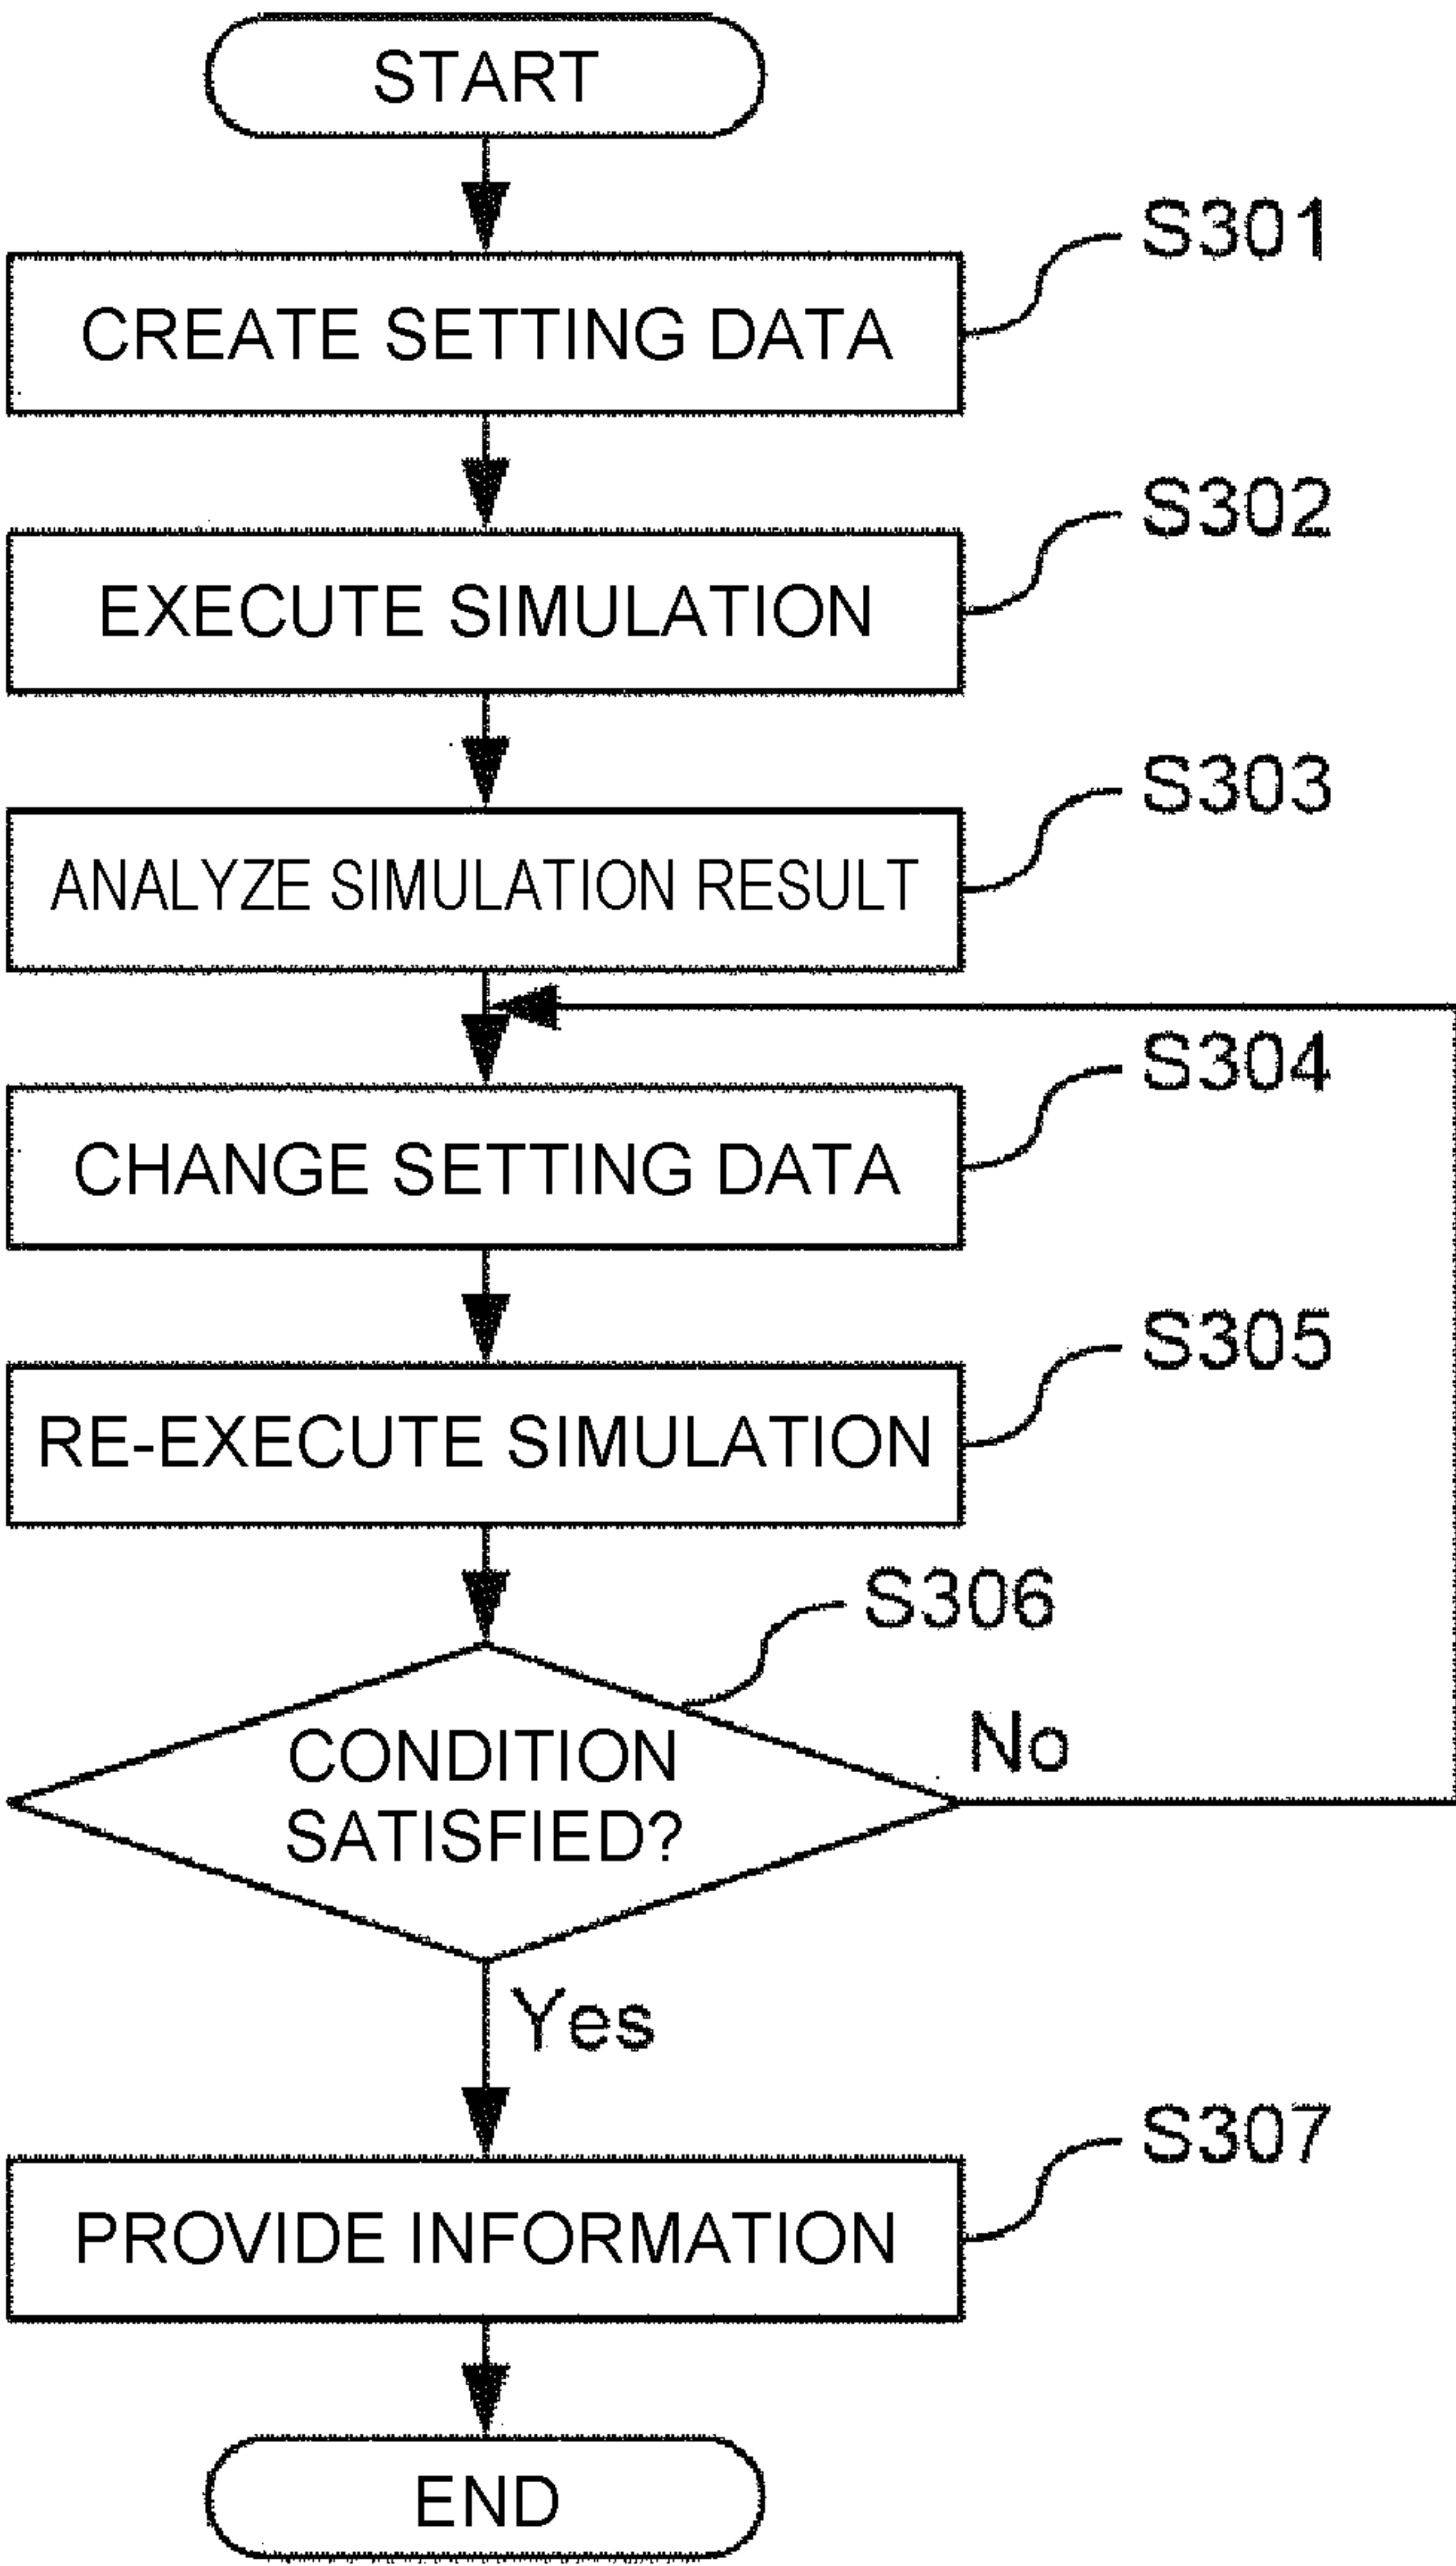 START
S301
CREATE SETTING DATA
S302
EXECUTE SIMULATION
S303
ANALYZE SIMULATION RESULT
S304
CHANGE SETTING DATA
S305
RE-EXECUTE SIMULATION
S306
CONDITION
SATISFIED?
No
Yes
S307
PROVIDE INFORMATION
END